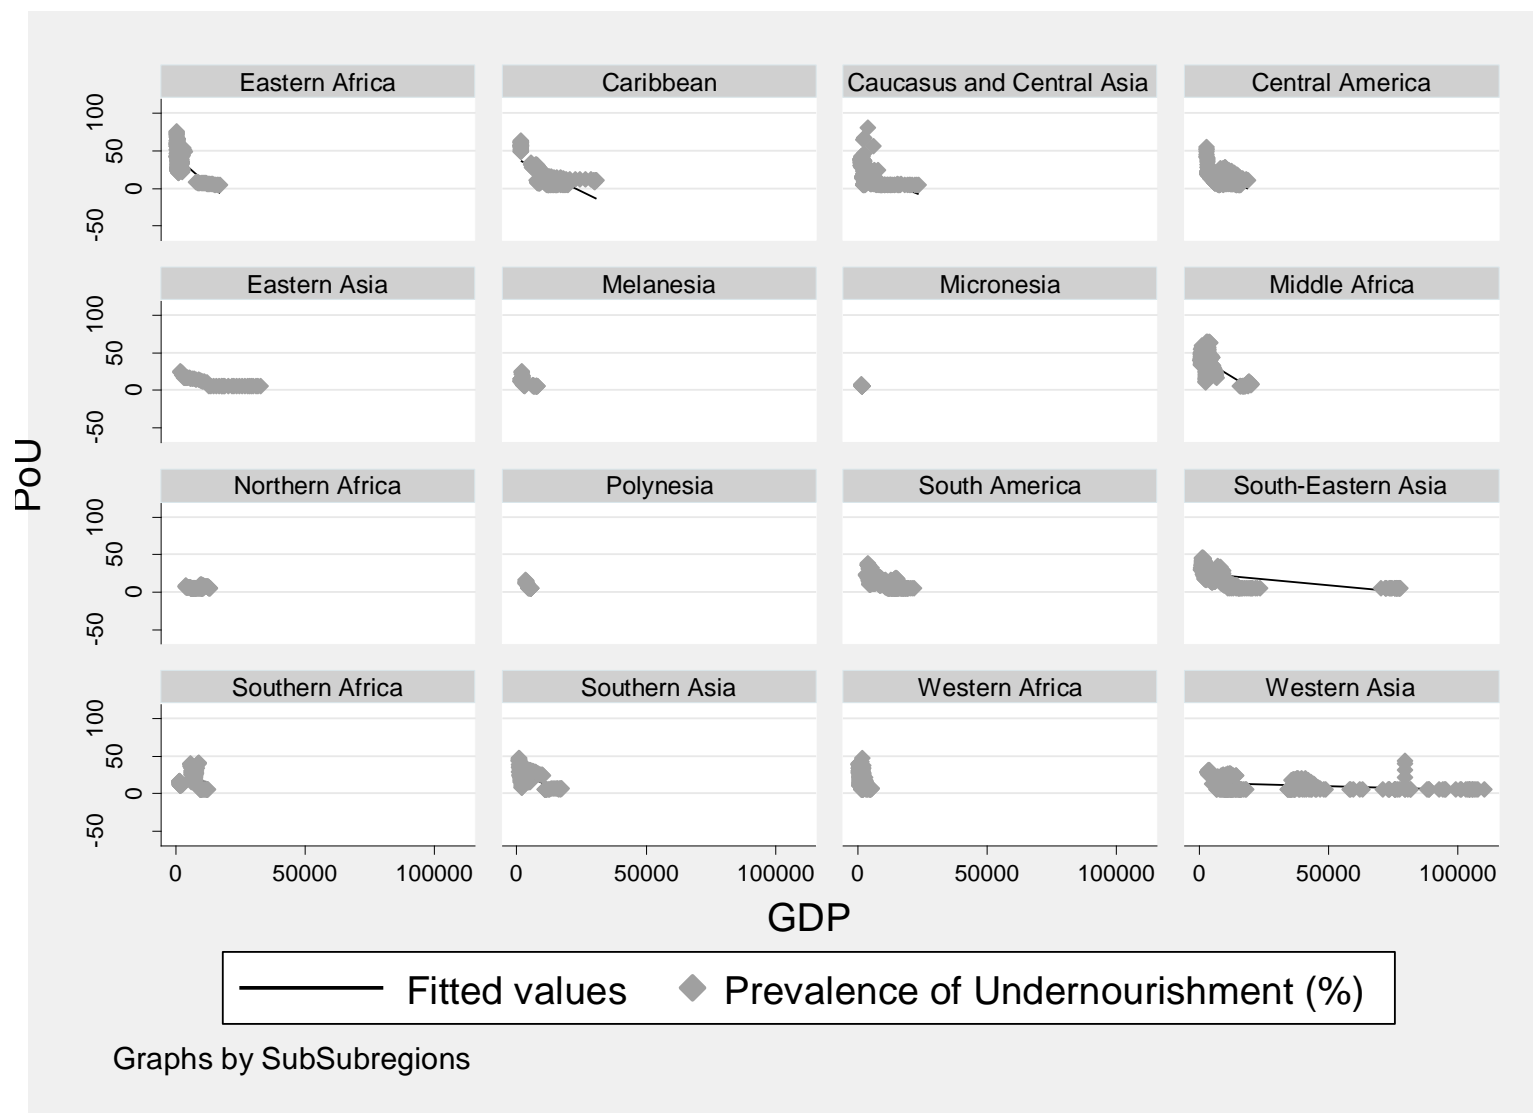 Eastern Africa Caribbean Caucasus and Central Asia Central America
100
50
0
-50
Eastern Asia Melanesia Micronesia Middle Africa
100
50
0
-50
PoU
Northern Africa Polynesia South America South-Eastern Asia
100
50
0
-50
Southern Africa Southern Asia Western Africa Western Asia
100
50
0
-50
0 50000 100000 0 50000 100000 0 50000 100000 0 50000 100000
GDP
Fitted values Prevalence of Undernourishment (%)
Graphs by SubSubregions